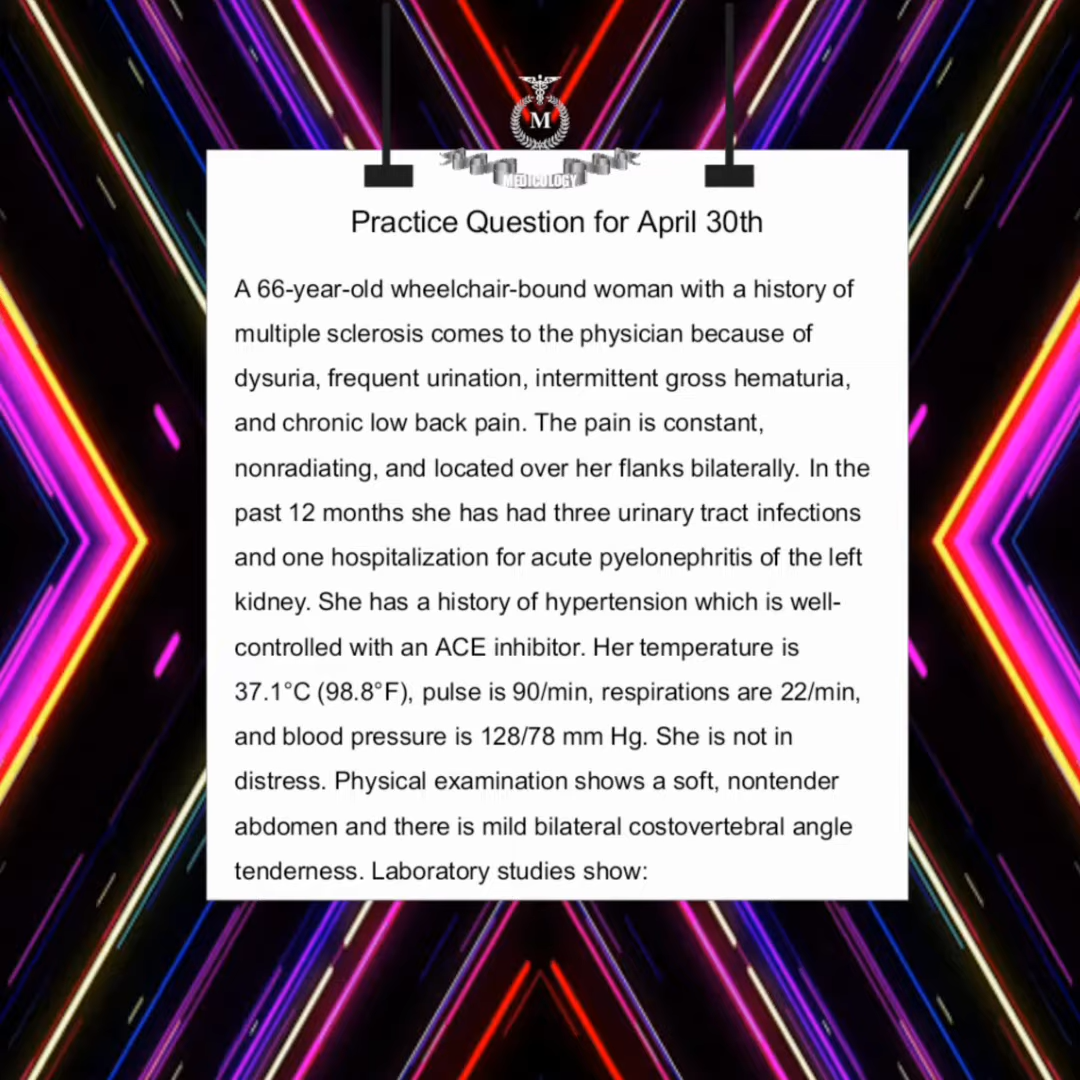 M
MEDICOLOGY
Practice Question for April 30th
A 66-year-old wheelchair-bound woman with a history of
multiple sclerosis comes to the physician because of
dysuria, frequent urination, intermittent gross hematuria,
and chronic low back pain. The pain is constant,
nonradiating, and located over her flanks bilaterally. In the
past 12 months she has had three urinary tract infections
and one hospitalization for acute pyelonephritis of the left
kidney. She has a history of hypertension which is well-
controlled with an ACE inhibitor. Her temperature is
37.1°C (98.8°F), pulse is 90/min, respirations are 22/min,
and blood pressure is 128/78 mm Hg. She is not in
distress. Physical examination shows a soft, nontender
abdomen and there is mild bilateral costovertebral angle
tenderness. Laboratory studies show: